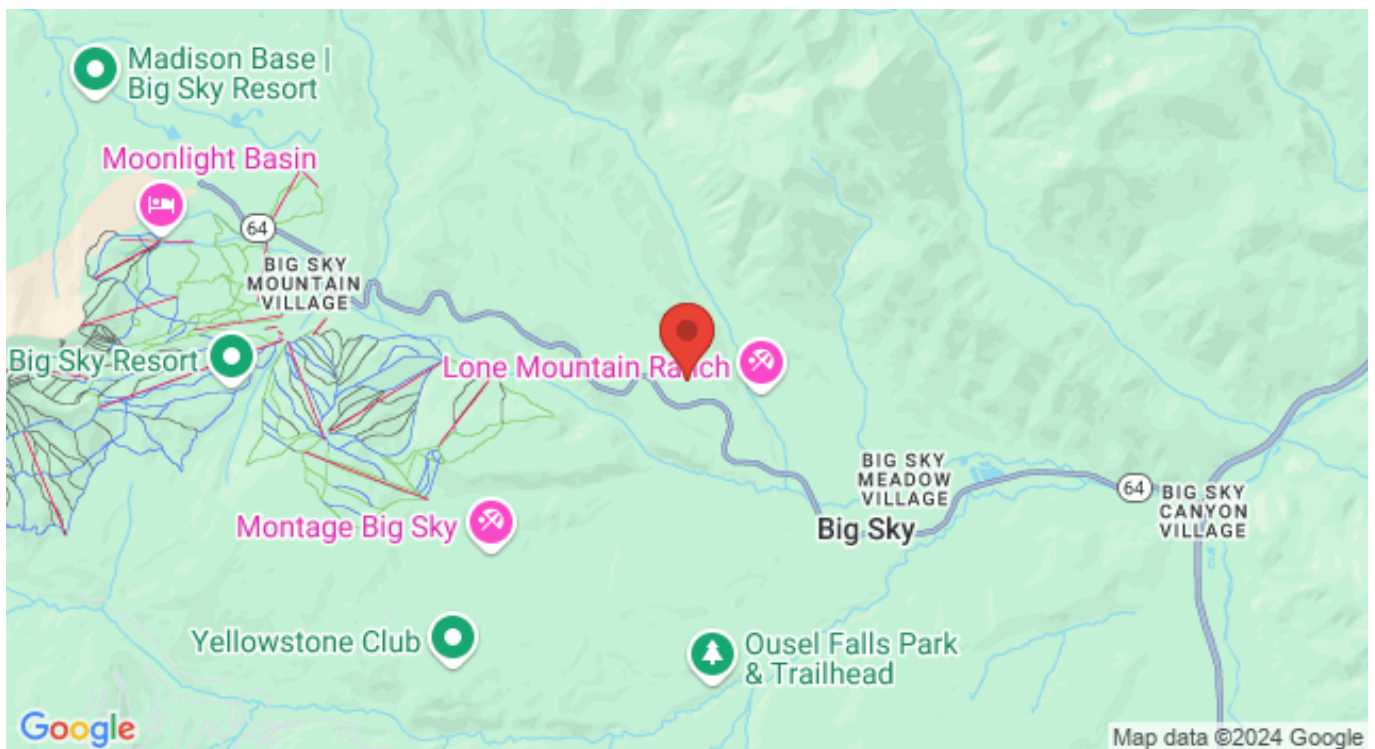 Madison Base |
Big Sky Resort
Moonlight Basin
64
BIG SKY
MOUNTAIN
VILLAGE
Big Sky Resort
Lone Mountain Ranch
BIG SKY
MEADOW
VILLAGE
64
BIG SKY
CANYON
VILLAGE
Montage Big Sky
Big Sky
Yellowstone Club
Ousel Falls Park
& Trailhead
Google
Map data ©2024 Google